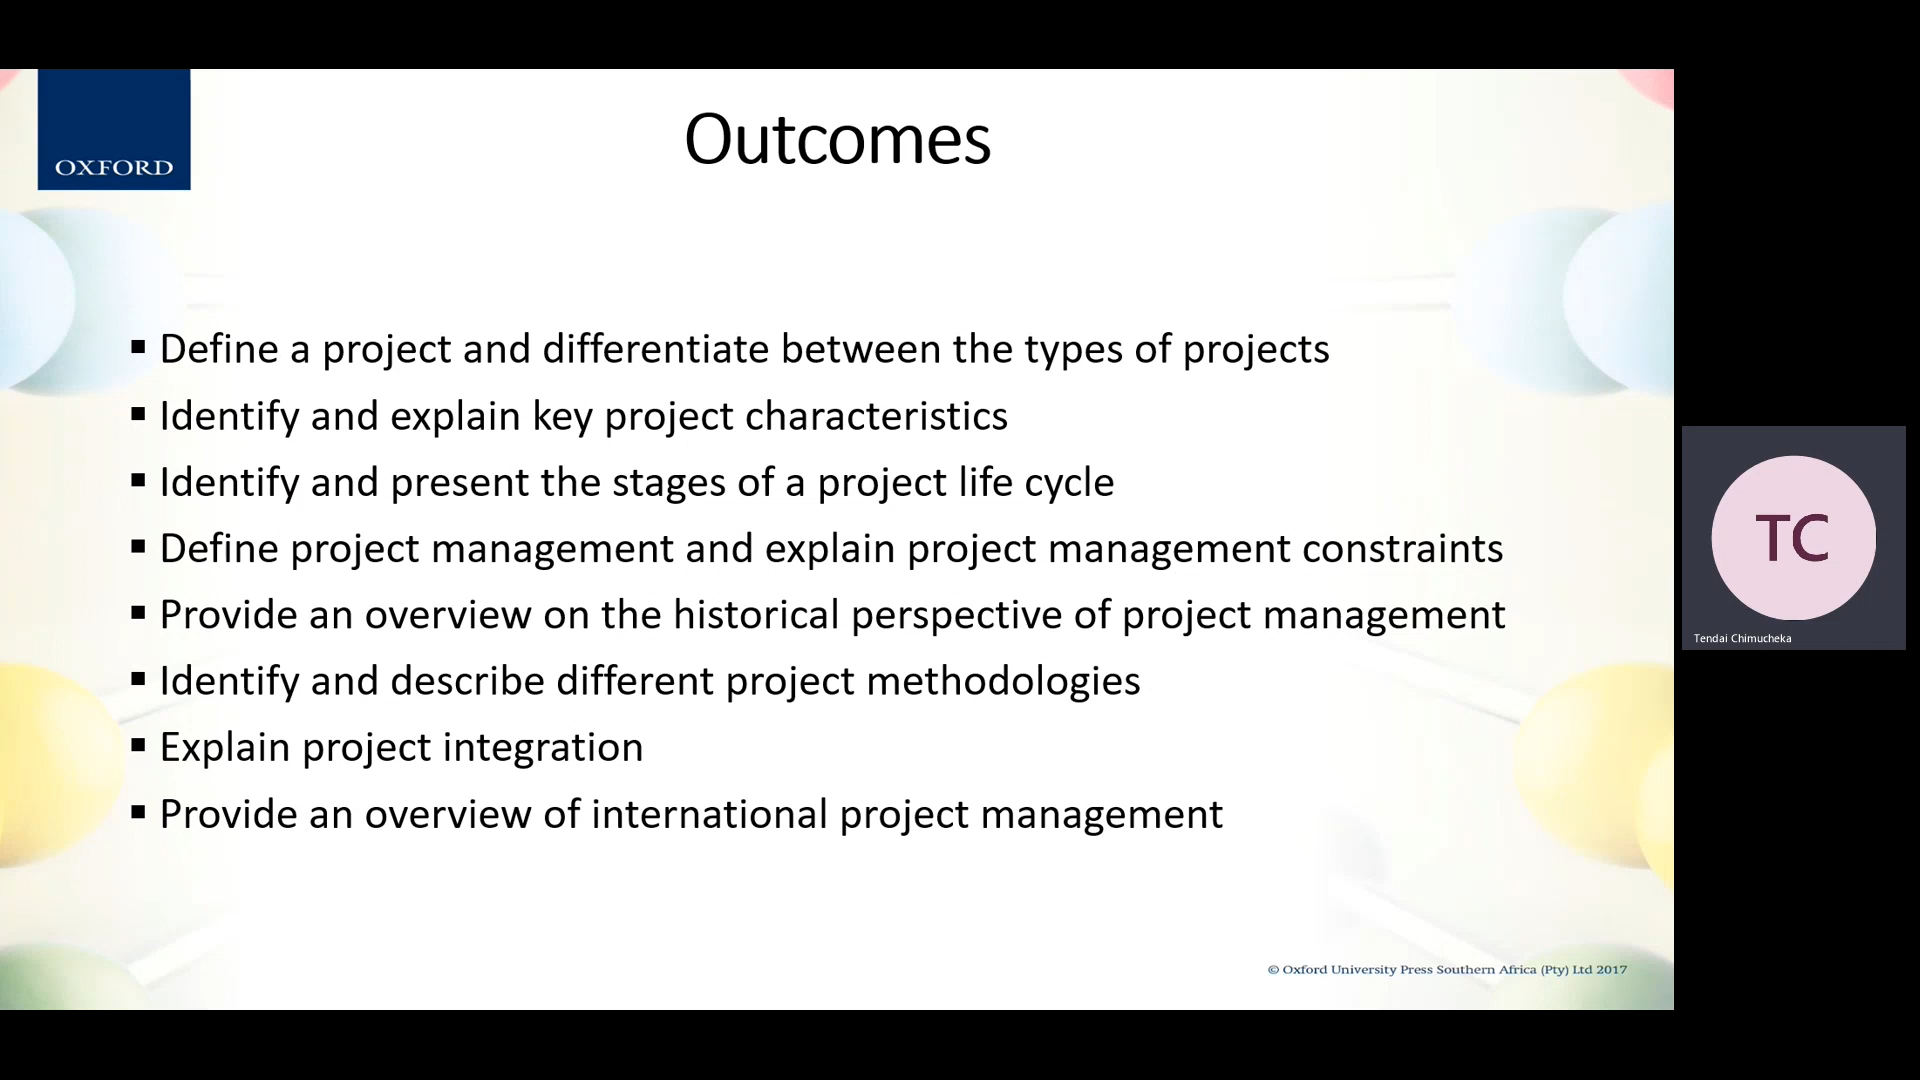 OXFORD
Outcomes
▪ Define a project and differentiate between the types of projects
▪ Identify and explain key project characteristics
▪ Identify and present the stages of a project life cycle
▪ Define project management and explain project management constraints
▪ Provide an overview on the historical perspective of project management
▪ Identify and describe different project methodologies
▪ Explain project integration
▪ Provide an overview of international project management
© Oxford University Press Southern Africa (Pty) Ltd 2017
TC
Tendai Chimucheka